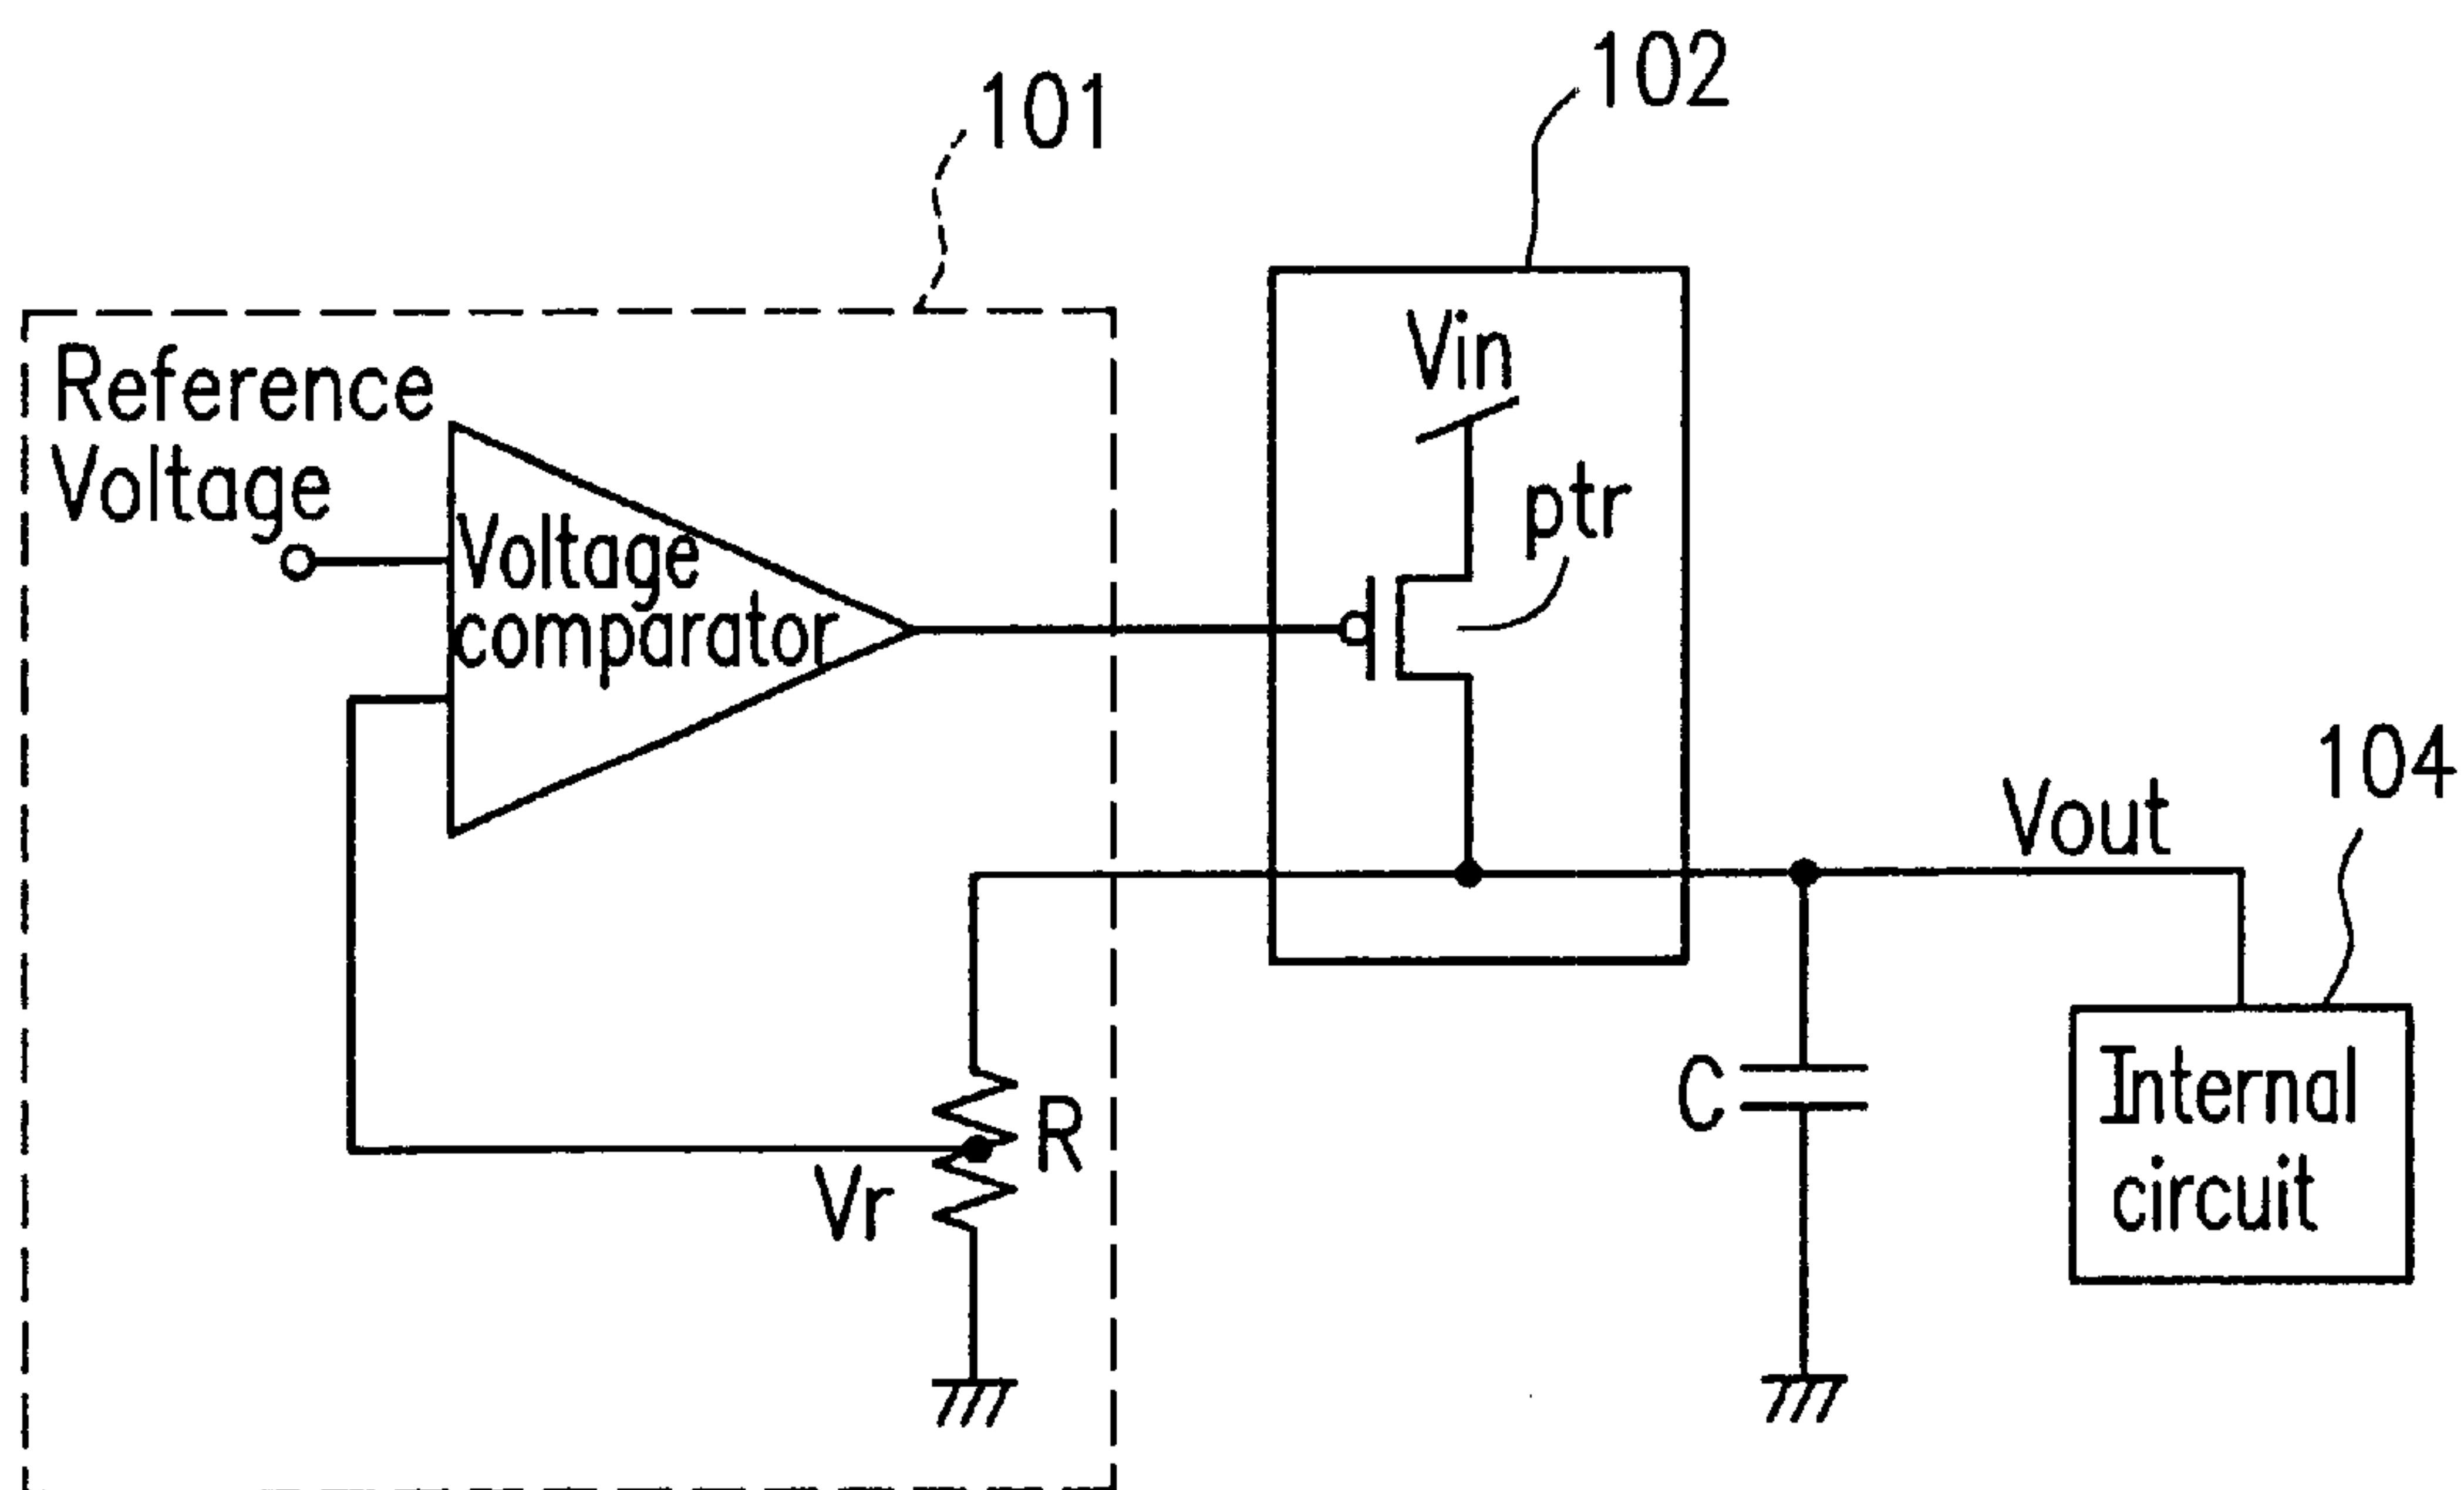 102
101
Vin
Reference
Voltage
ptr
Voltage
comparator
104
Vout
C
R
Internal
Vr
circuit